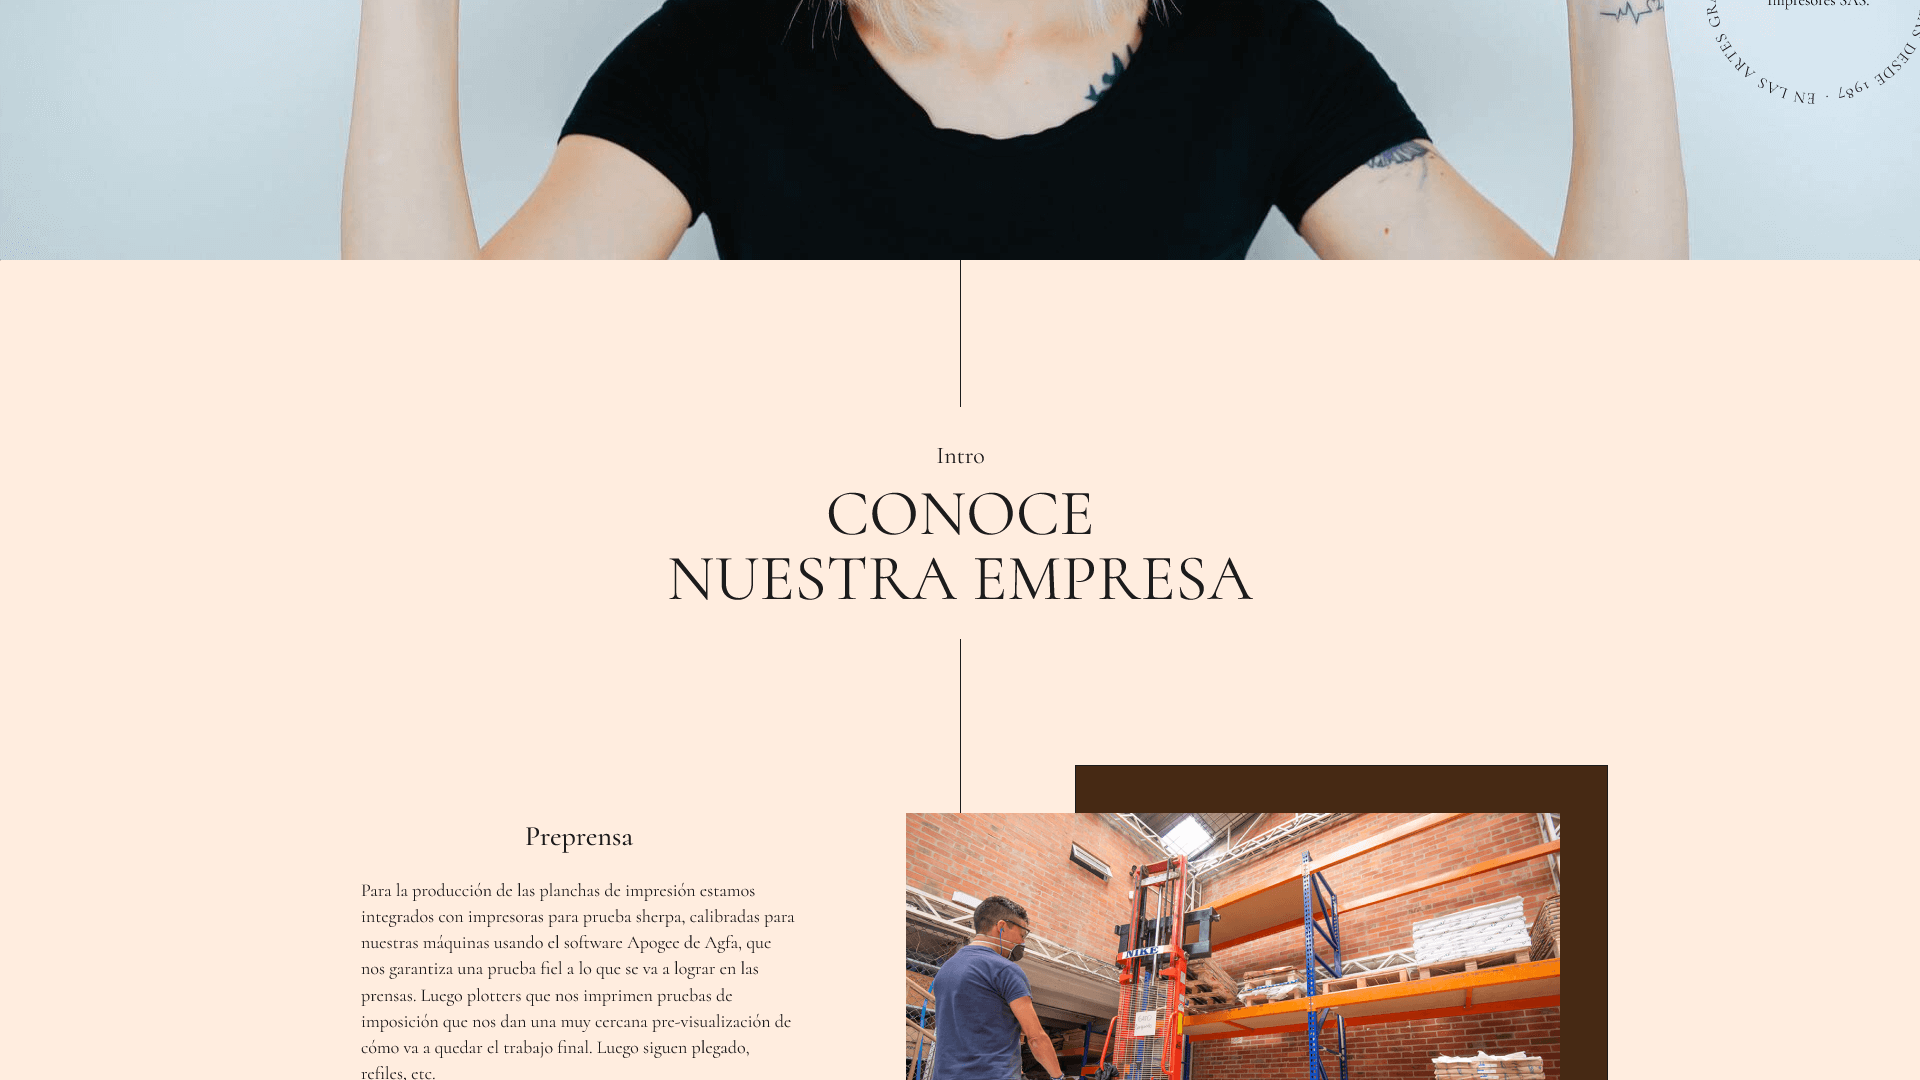 Impresores SAS.
DESDE 1987 · EN LAS ARTES
Intro
CONOCE
NUESTRA EMPRESA
Preprensa
Para la producción de las planchas de impresión estamos
integrados con impresoras para prueba sherpa, calibradas para
nuestras máquinas usando el software Apogee de Agfa, que
nos garantiza una prueba fiel a lo que se va a lograr en las
prensas. Luego plotters que nos imprimen pruebas de
imposición que nos dan una muy cercana pre-visualización de
cómo va a quedar el trabajo final. Luego siguen plegado,
refiles, etc.
NIKE